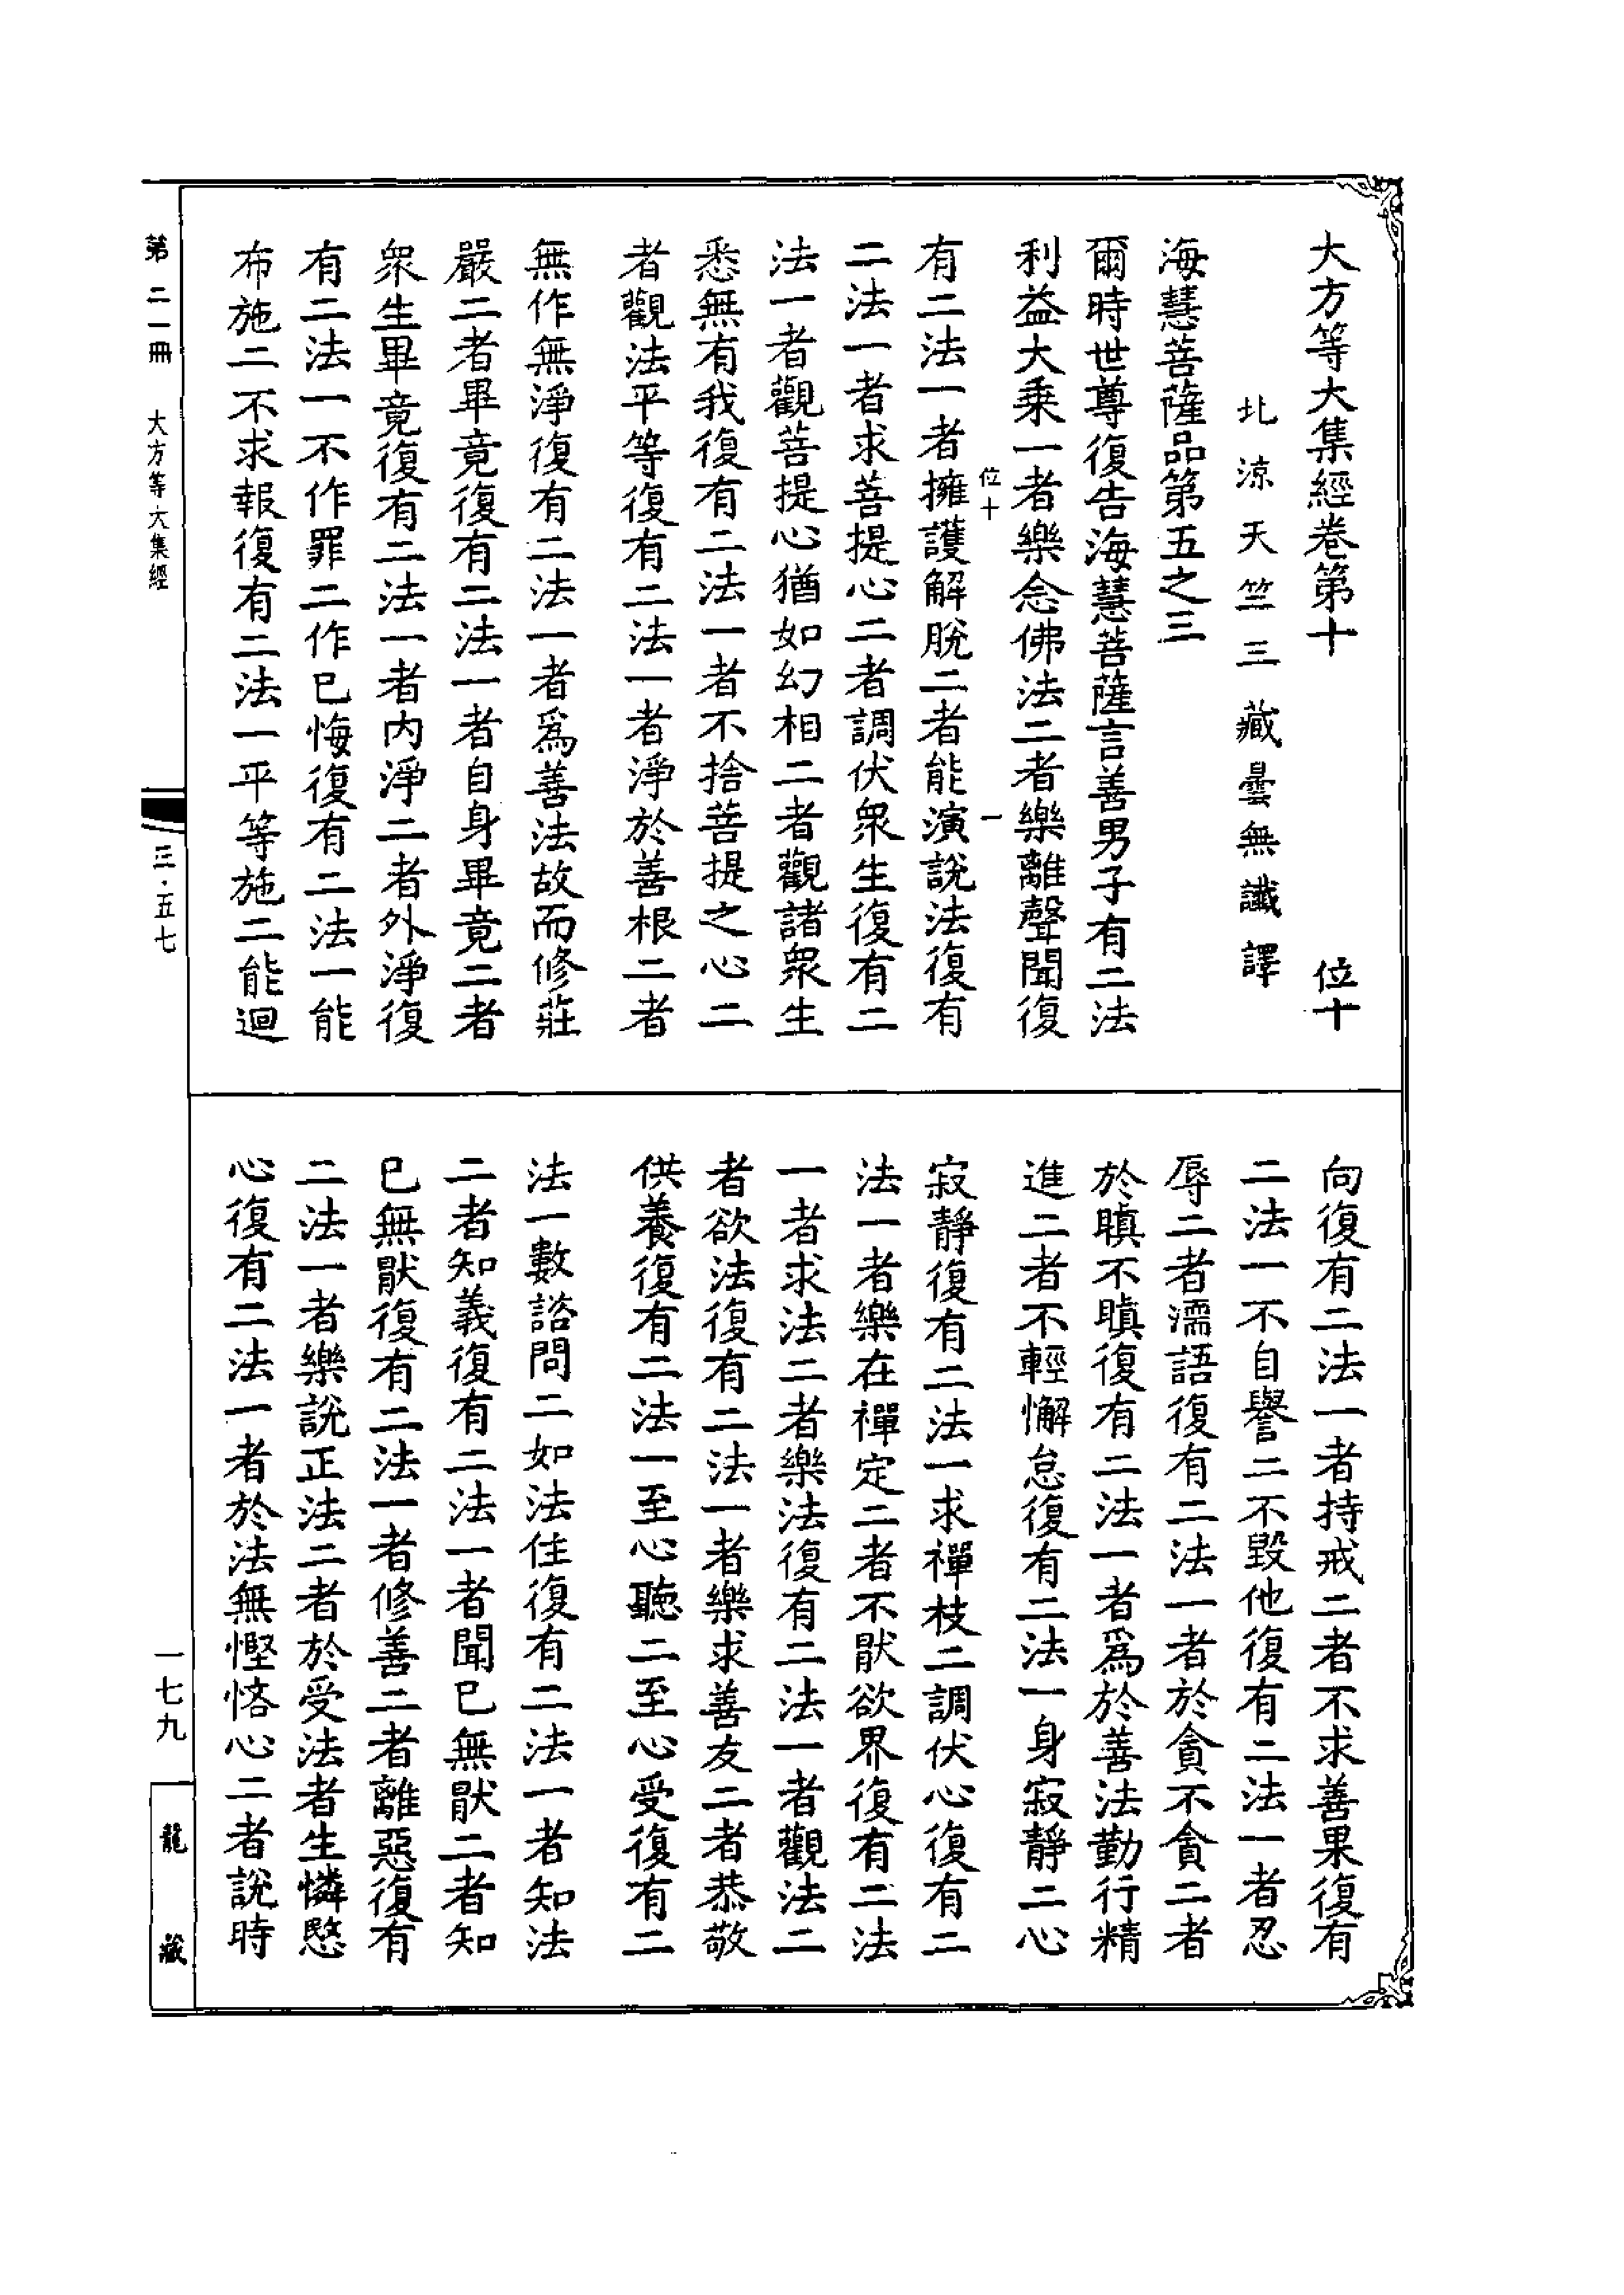 大方等大集經卷第十　位十
北涼天竺三藏曇無讖譯
海慧菩薩品第五之三
爾時世尊復告海慧菩薩言善男子有二法
利益大乘一者樂念佛法二者樂離聲聞復
位十　一
有二法一者擁護解脫二者能演說法復有
二法一者求菩提心二者調伏眾生復有二
法一者觀菩提心猶如幻相二者觀諸眾生
悉無有我復有二法一者不捨菩提之心二
者觀法平等復有二法一者淨於善根二者
無作無淨復有二法一者為善法故而修莊
嚴二者畢竟復有二法一者自身畢竟二者
眾生畢竟復有二法一者內淨二者外淨復
有二法一不作罪二作已悔復有二法一能
布施二不求報復有二法一平等施二能迴
向復有二法一者持戒二者不求善果復有
二法一不自譽二不毀他復有二法一者忍
辱二者濡語復有二法一者於貪不貪二者
於瞋不瞋復有二法一者為於善法勤行精
進二者不輕懈怠復有二法一身寂靜二心
寂靜復有二法一求禪枝二調伏心復有二
法一者樂在禪定二者不猒欲界復有二法
一者求法二者樂法復有二法一者觀法二
者欲法復有二法一者樂求善友二者恭敬
供養復有二法一至心聽二至心受復有二
法一數諮問二如法住復有二法一者知法
二者知義復有二法一者聞已無猒二者知
已無猒復有二法一者修善二者離惡復有
二法一者樂說正法二者於受法者生憐愍
心復有二法一者於法無慳悋心二者說時
第二一冊　大方等大集經
三·五七
一七九
龍藏